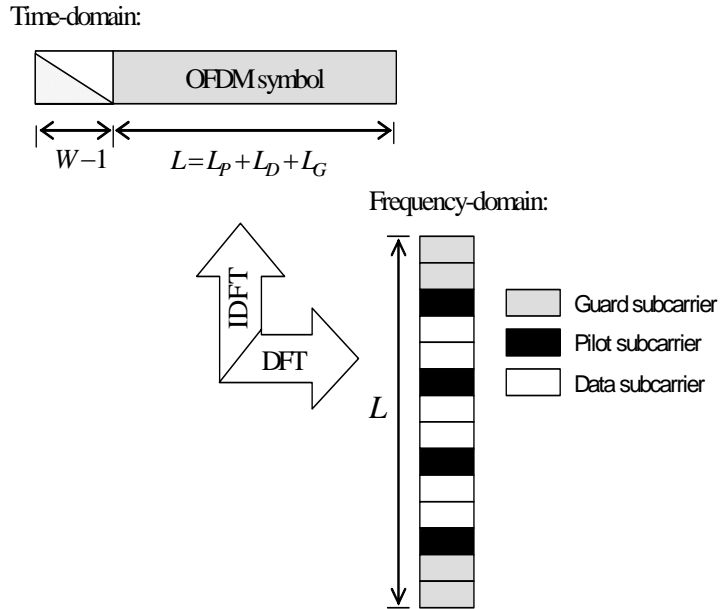 Time-domain:
OFDM symbol
W−1
L=L_P+L_D+L_G
Frequency-domain:
IDFT
DFT
L
Guard subcarrier
Pilot subcarrier
Data subcarrier